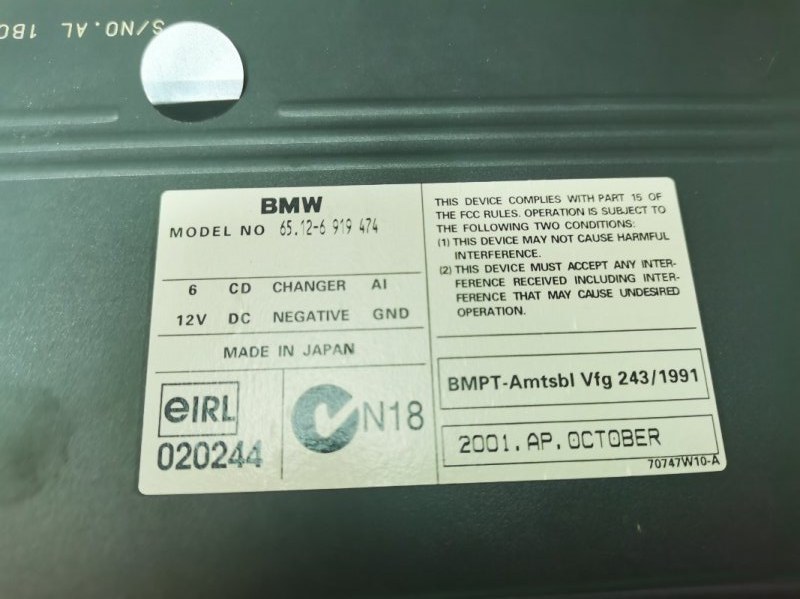 S/NO. AL 1B0
BMW
MODEL NO 65.12-6 919 474
6 CD CHANGER AI
12V DC NEGATIVE GND
MADE IN JAPAN
eIRL
020244
N18
THIS DEVICE COMPLIES WITH PART 15 OF
THE FCC RULES. OPERATION IS SUBJECT TO
THE FOLLOWING TWO CONDITIONS:
(1) THIS DEVICE MAY NOT CAUSE HARMFUL
INTERFERENCE.
(2) THIS DEVICE MUST ACCEPT ANY INTER-
FERENCE RECEIVED INCLUDING INTER-
FERENCE THAT MAY CAUSE UNDESIRED
OPERATION.
BMPT-Amtsbl Vfg 243/1991
2001.AP.OCTOBER
70747W10-A